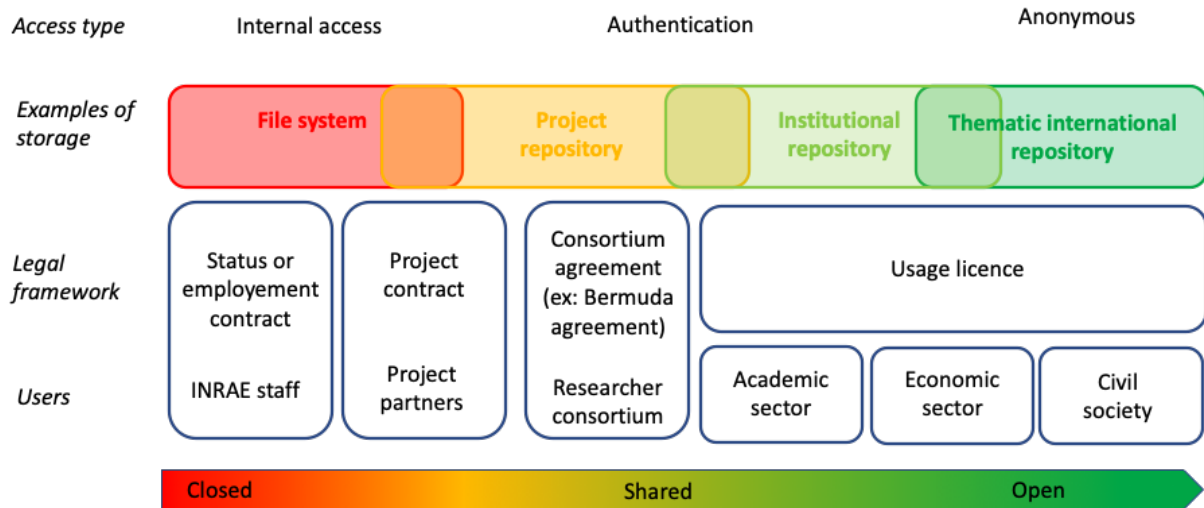 Access type
Internal access
Authentication
Anonymous
Examples of
storage
File system
Project
repository
Institutional
repository
Thematic international
repository
Legal
framework
Status or
employement
contract
Project
contract
Consortium
agreement
(ex: Bermuda
agreement)
Usage licence
Users
INRAE staff
Project
partners
Researcher
consortium
Academic
sector
Economic
sector
Civil
society
Closed
Shared
Open